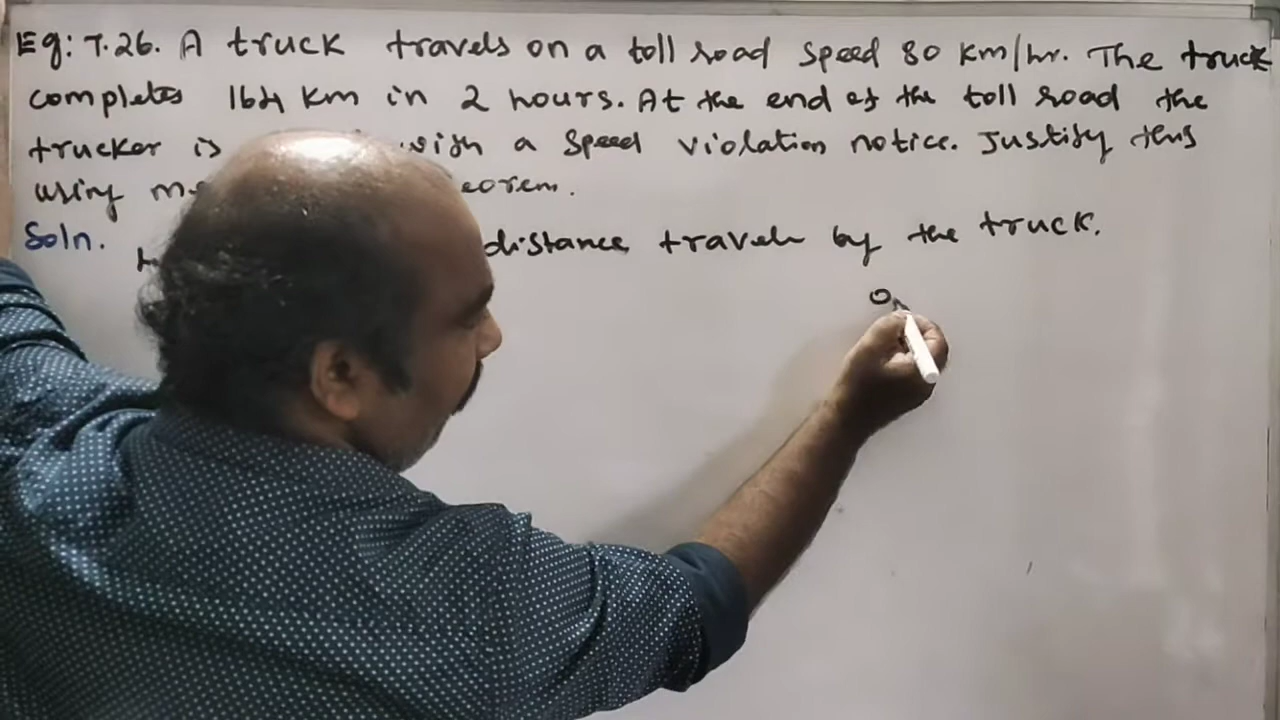 Eg: 7.26. A truck travels on a toll road speed 80 km/hr. The truck
completes 164 km in 2 hours. At the end of the toll road the
trucker is with a speed violation notice. Justify this
using
Soln. distance travels by the truck.